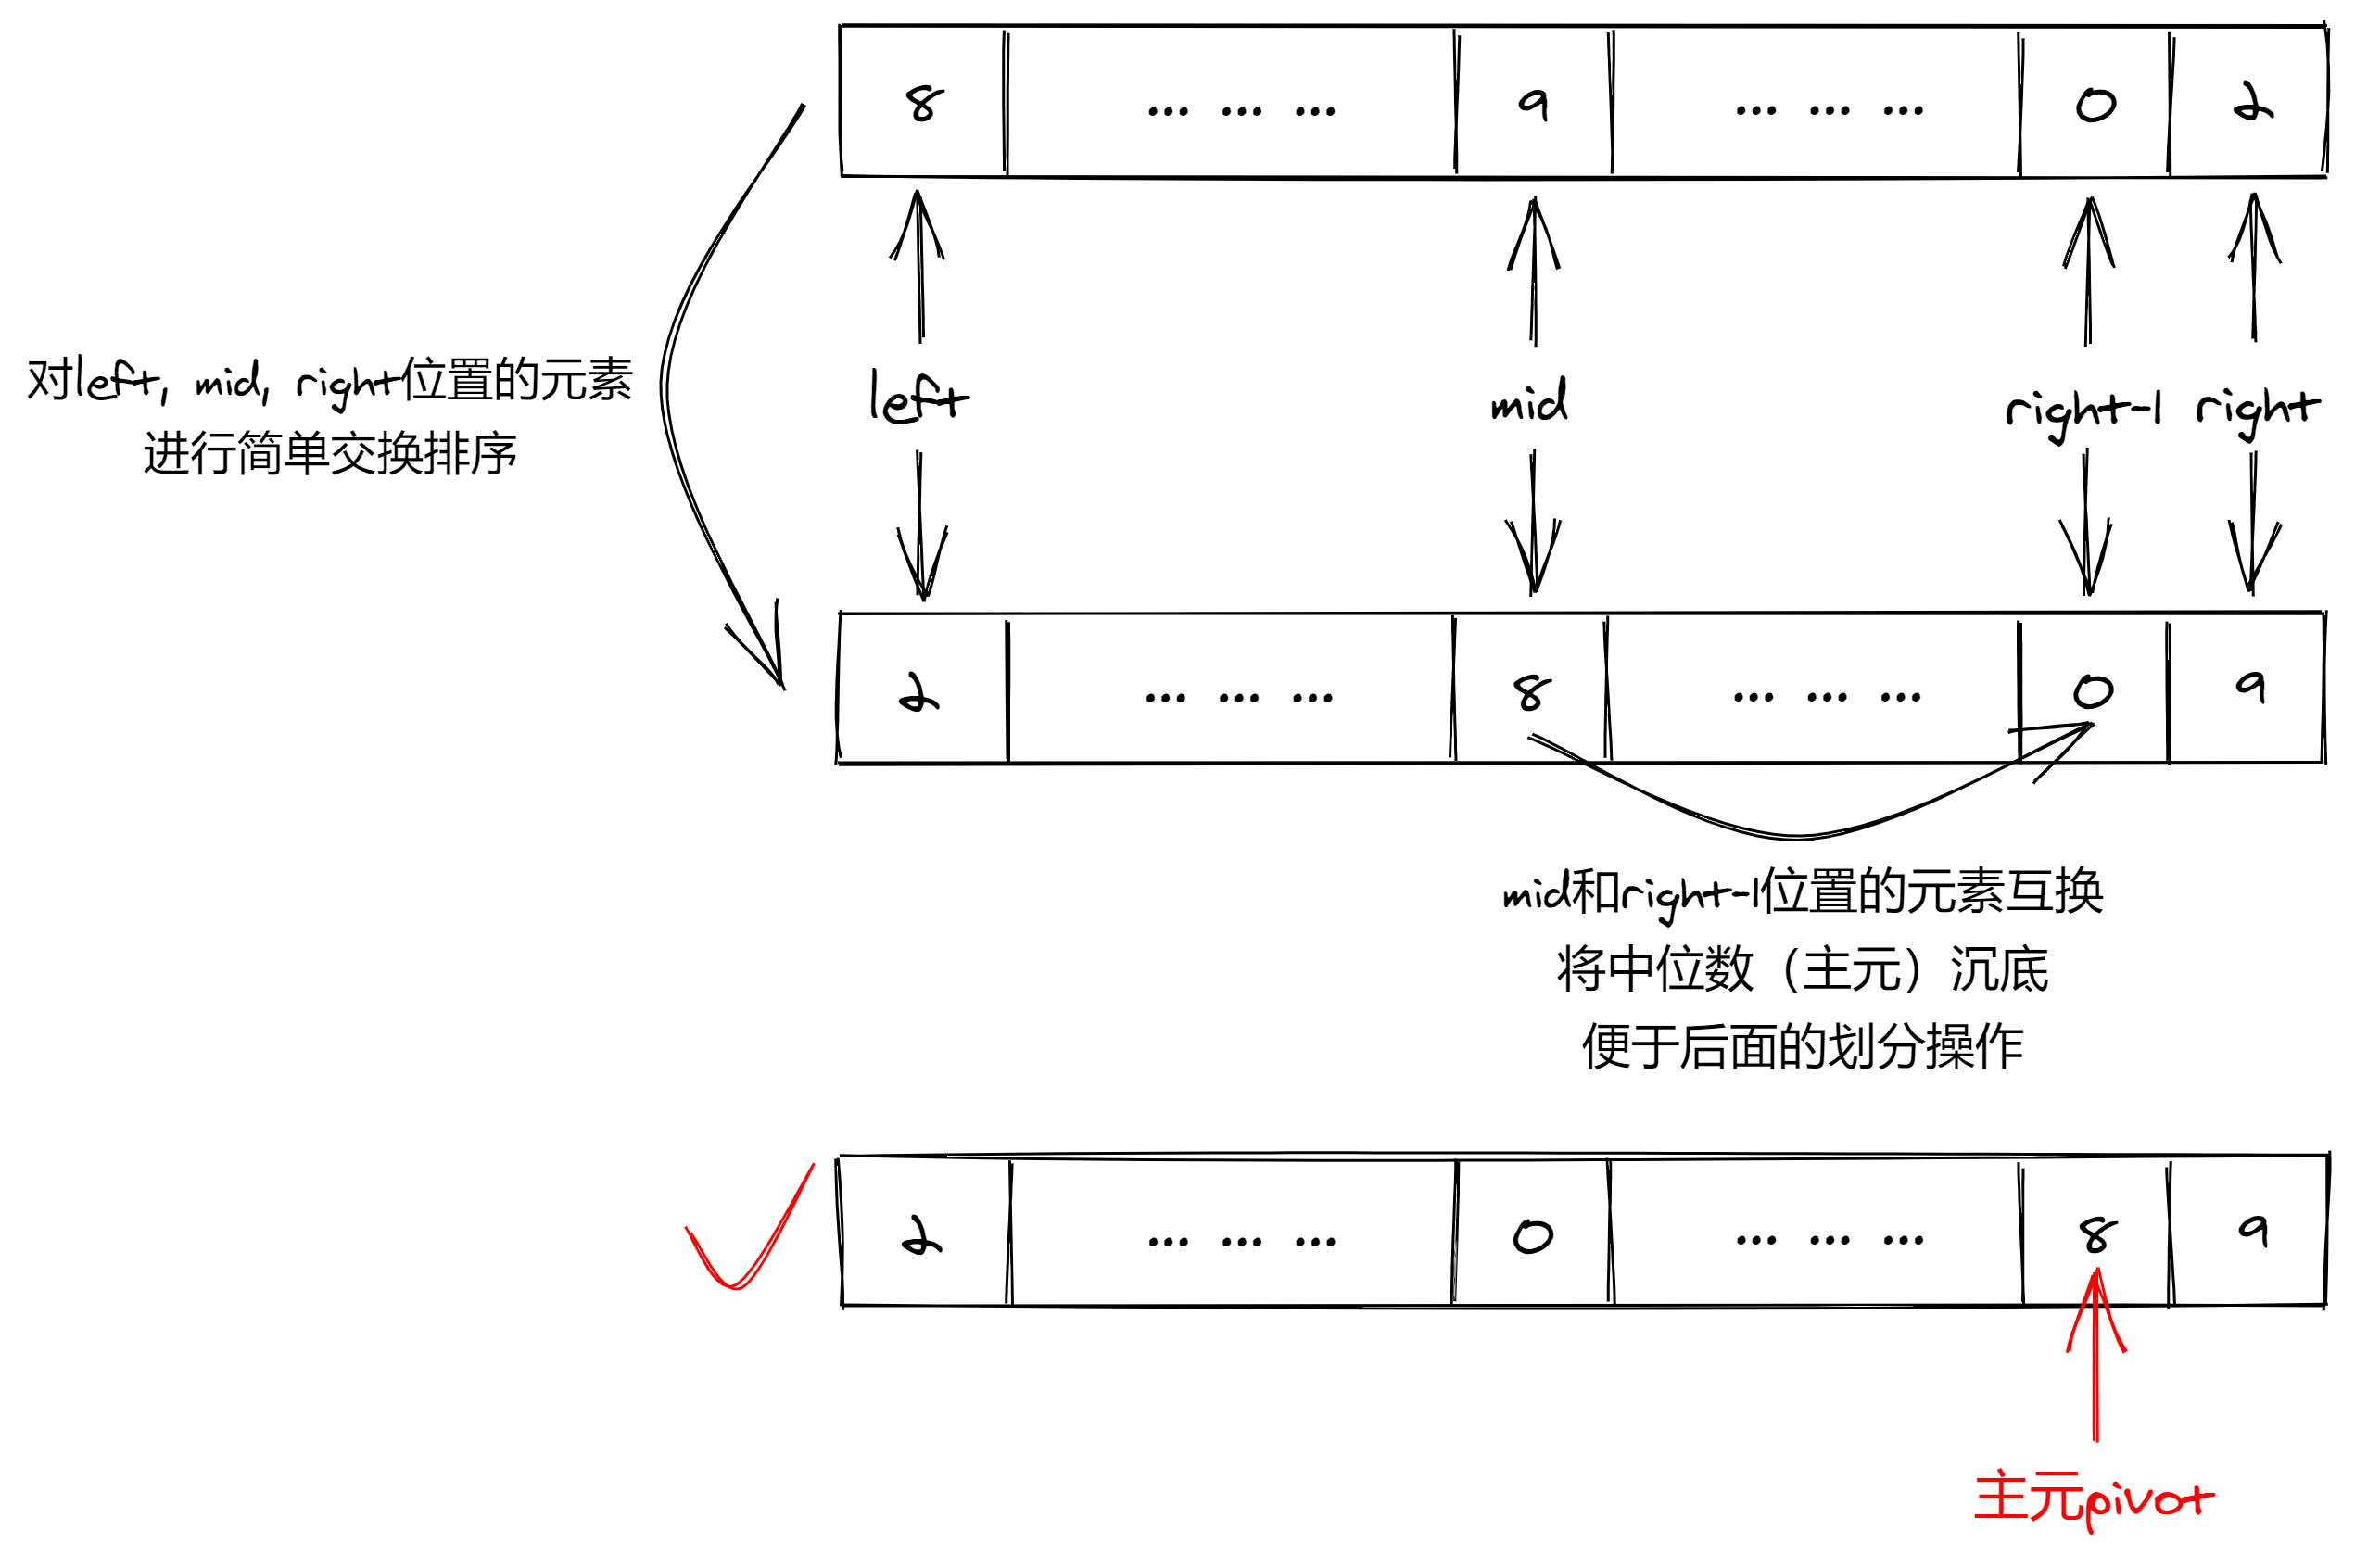 8 ... ... ... 9 ... ... ... 0 2
对left, mid, right位置的元素
进行简单交换排序
left mid right-1 right
2 ... ... ... 8 ... ... ... 0 9
mid和right-1位置的元素互换
将中位数（主元）沉底
便于后面的划分操作
2 ... ... ... 0 ... ... ... 8 9
主元pivot